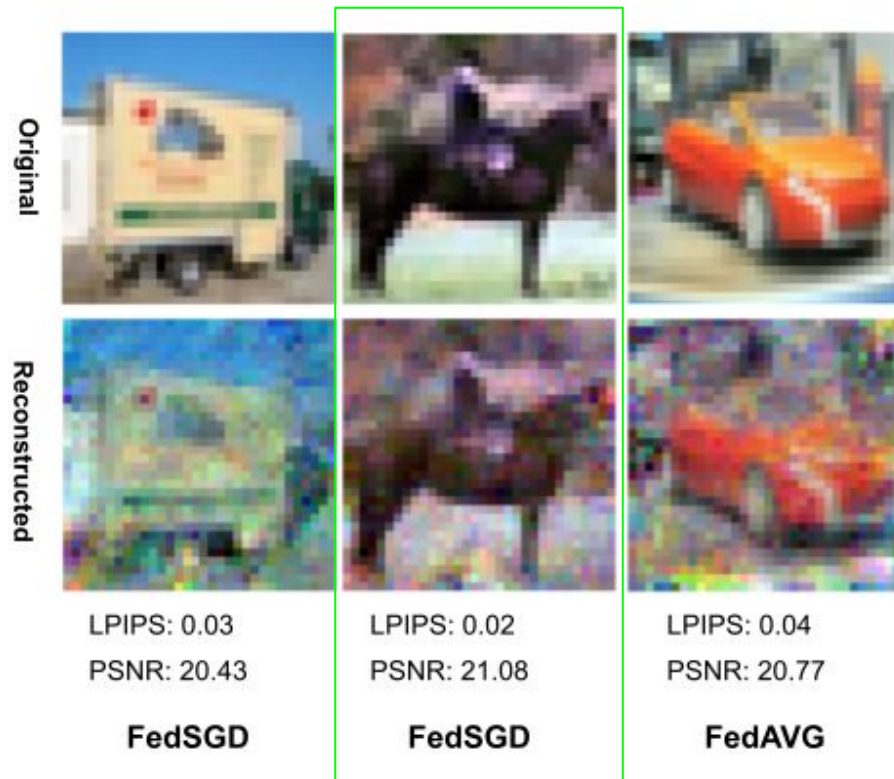 Original
Reconstructed
LPIPS: 0.03
PSNR: 20.43
FedSGD
LPIPS: 0.02
PSNR: 21.08
FedSGD
LPIPS: 0.04
PSNR: 20.77
FedAVG